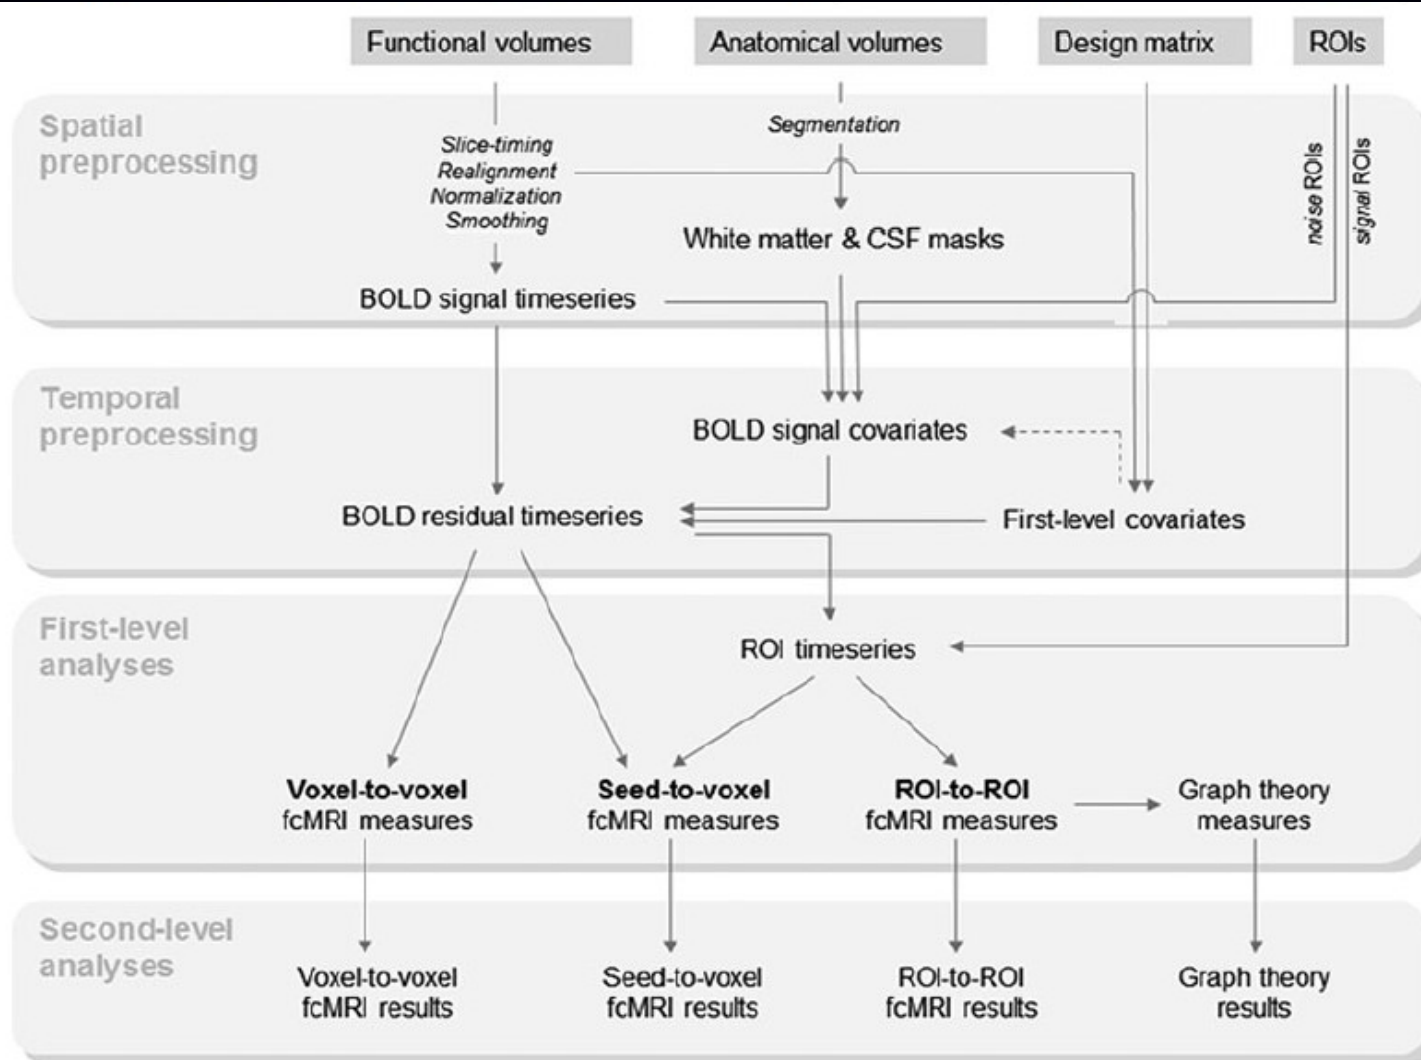 Functional volumes
Anatomical volumes
Design matrix
ROIs
Spatial
preprocessing
Slice-timing
Realignment
Normalization
Smoothing
Segmentation
noise ROIs
signal ROIs
White matter & CSF masks
BOLD signal timeseries
Temporal
preprocessing
BOLD signal covariates
BOLD residual timeseries
First-level covariates
First-level
analyses
ROI timeseries
Voxel-to-voxel
fcMRI measures
Seed-to-voxel
fcMRI measures
ROI-to-ROI
fcMRI measures
Graph theory
measures
Second-level
analyses
Voxel-to-voxel
fcMRI results
Seed-to-voxel
fcMRI results
ROI-to-ROI
fcMRI results
Graph theory
results